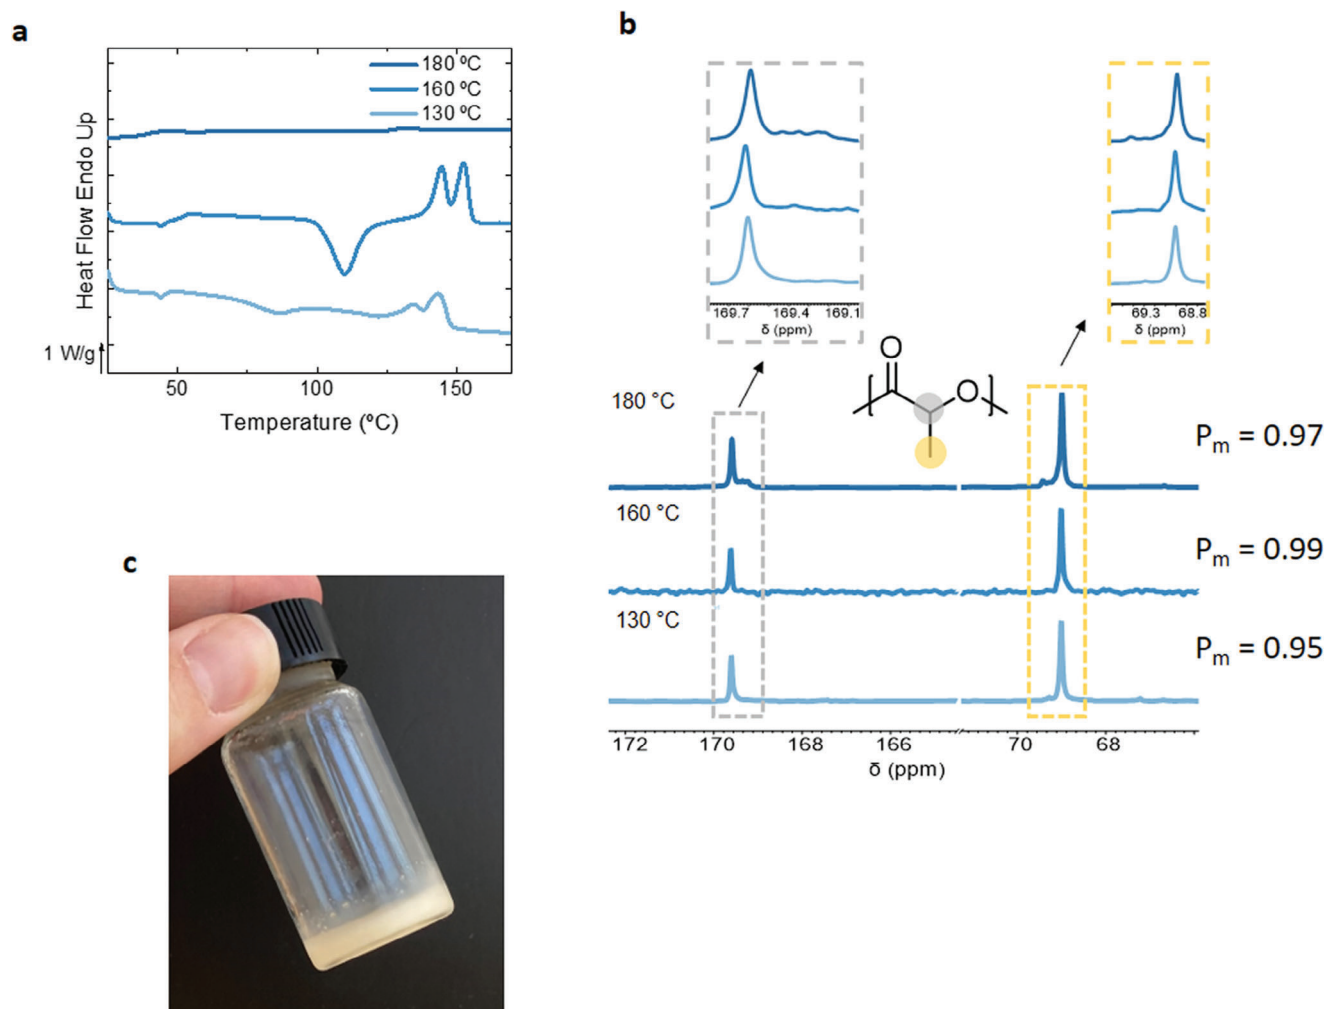 a
180 ºC
160 ºC
130 ºC
Heat Flow Endo Up
1 W/g
50
100
150
Temperature (ºC)
b
169.7 169.4 169.1
δ (ppm)
69.3 68.8
δ (ppm)
O
O
180 °C
Pm = 0.97
160 °C
Pm = 0.99
130 °C
Pm = 0.95
172 170 168 166 70 68
δ (ppm)
c